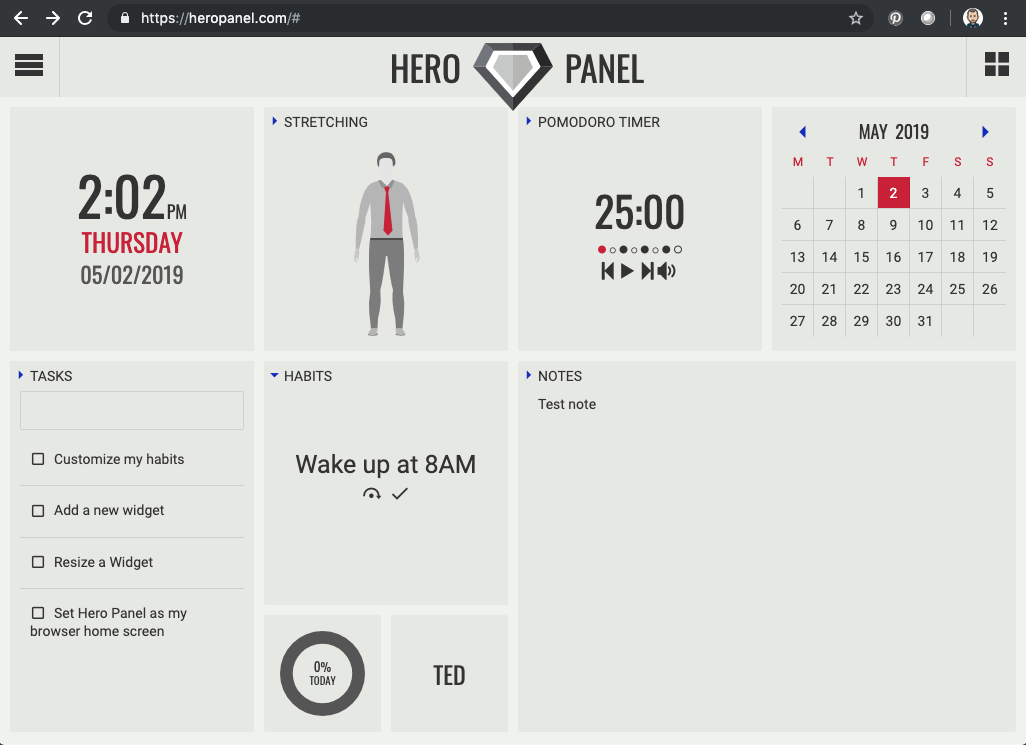 https://heropanel.com/#
HERO PANEL
2:02PM
THURSDAY
05/02/2019
STRETCHING
POMODORO TIMER
25:00
MAY 2019
M T W T F S S
1 2 3 4 5
6 7 8 9 10 11 12
13 14 15 16 17 18 19
20 21 22 23 24 25 26
27 28 29 30 31
TASKS
Customize my habits
Add a new widget
Resize a Widget
Set Hero Panel as my
browser home screen
HABITS
Wake up at 8AM
0%
TODAY
TED
NOTES
Test note